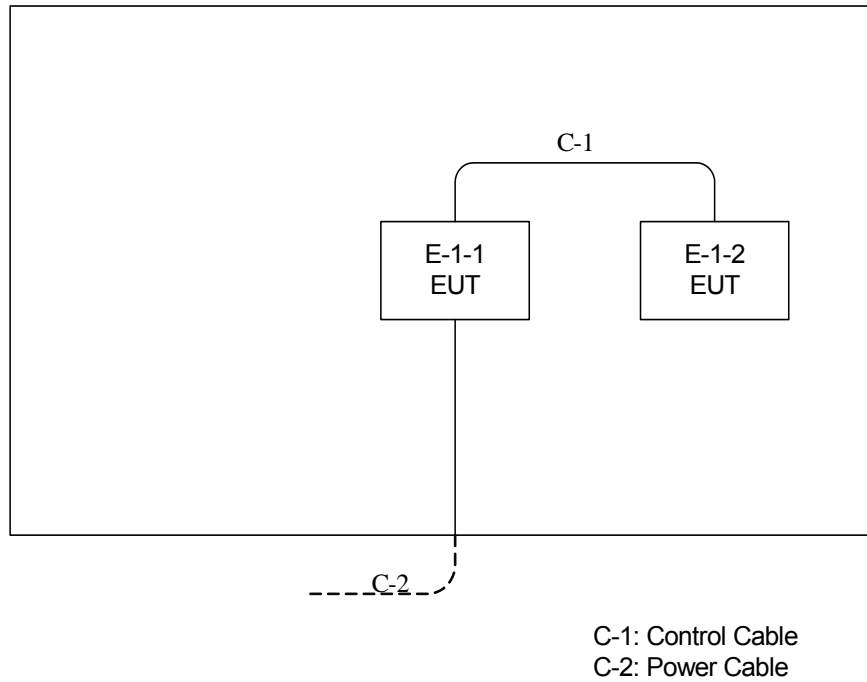 C-1
E-1-1
EUT
E-1-2
EUT
C-2
C-1: Control Cable
C-2: Power Cable